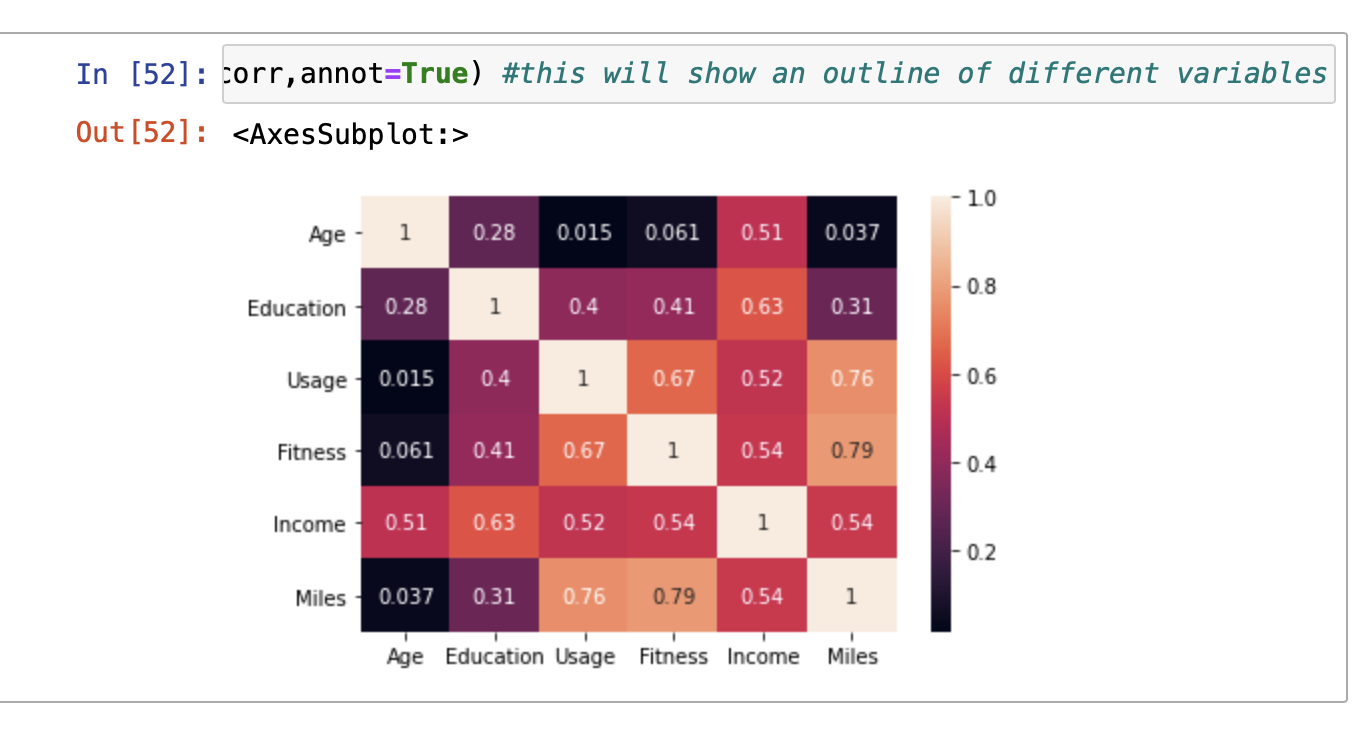 In [52]: corr,annot=True) #this will show an outline of different variables
Out[52]: <AxesSubplot:>
1.0
Age 1 0.28 0.015 0.061 0.51 0.037
0.8
Education 0.28 1 0.4 0.41 0.63 0.31
Usage 0.015 0.4 1 0.67 0.52 0.76
0.6
Fitness 0.061 0.41 0.67 1 0.54 0.79
0.4
Income 0.51 0.63 0.52 0.54 1 0.54
0.2
Miles 0.037 0.31 0.76 0.79 0.54 1
Age Education Usage Fitness Income Miles